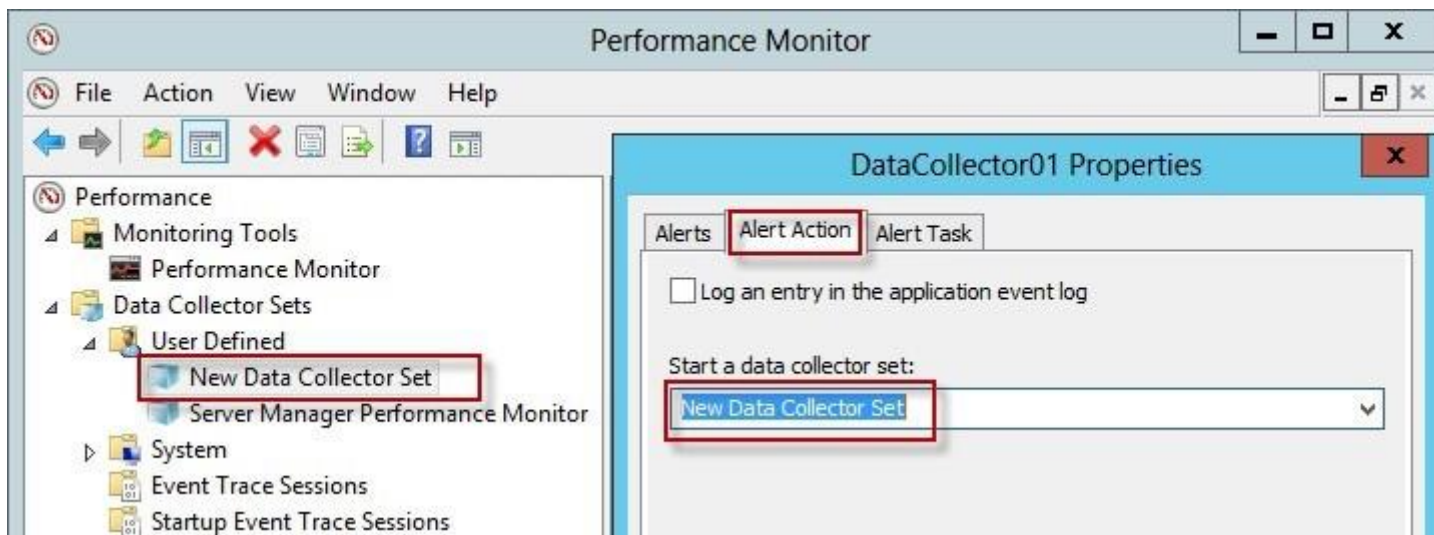 Performance Monitor
File Action View Window Help
DataCollector01 Properties
Performance
Monitoring Tools
Performance Monitor
Data Collector Sets
User Defined
New Data Collector Set
Server Manager Performance Monitor
System
Event Trace Sessions
Startup Event Trace Sessions
Alerts Alert Action Alert Task
Log an entry in the application event log
Start a data collector set:
New Data Collector Set